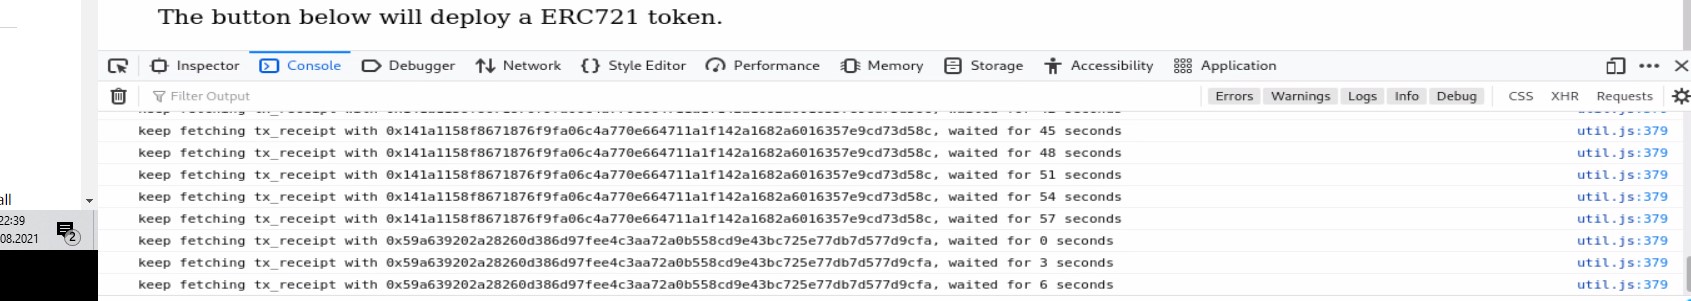 The button below will deploy a ERC721 token.
Inspector Console Debugger Network Style Editor Performance Memory Storage Accessibility Application
Filter Output Errors Warnings Logs Info Debug CSS XHR Requests
keep fetching tx_receipt with 0x141a1158f8671876f9fa06c4a770e664711a1f142a1682a6016357e9cd73d58c, waited for 45 seconds util.js:379
keep fetching tx_receipt with 0x141a1158f8671876f9fa06c4a770e664711a1f142a1682a6016357e9cd73d58c, waited for 48 seconds util.js:379
keep fetching tx_receipt with 0x141a1158f8671876f9fa06c4a770e664711a1f142a1682a6016357e9cd73d58c, waited for 51 seconds util.js:379
keep fetching tx_receipt with 0x141a1158f8671876f9fa06c4a770e664711a1f142a1682a6016357e9cd73d58c, waited for 54 seconds util.js:379
keep fetching tx_receipt with 0x141a1158f8671876f9fa06c4a770e664711a1f142a1682a6016357e9cd73d58c, waited for 57 seconds util.js:379
keep fetching tx_receipt with 0x59a639202a28260d386d97fee4c3aa72a0b558cd9e43bc725e77db7d577d9cfa, waited for 0 seconds util.js:379
keep fetching tx_receipt with 0x59a639202a28260d386d97fee4c3aa72a0b558cd9e43bc725e77db7d577d9cfa, waited for 3 seconds util.js:379
keep fetching tx_receipt with 0x59a639202a28260d386d97fee4c3aa72a0b558cd9e43bc725e77db7d577d9cfa, waited for 6 seconds util.js:379
all
22:39
08.2021
2